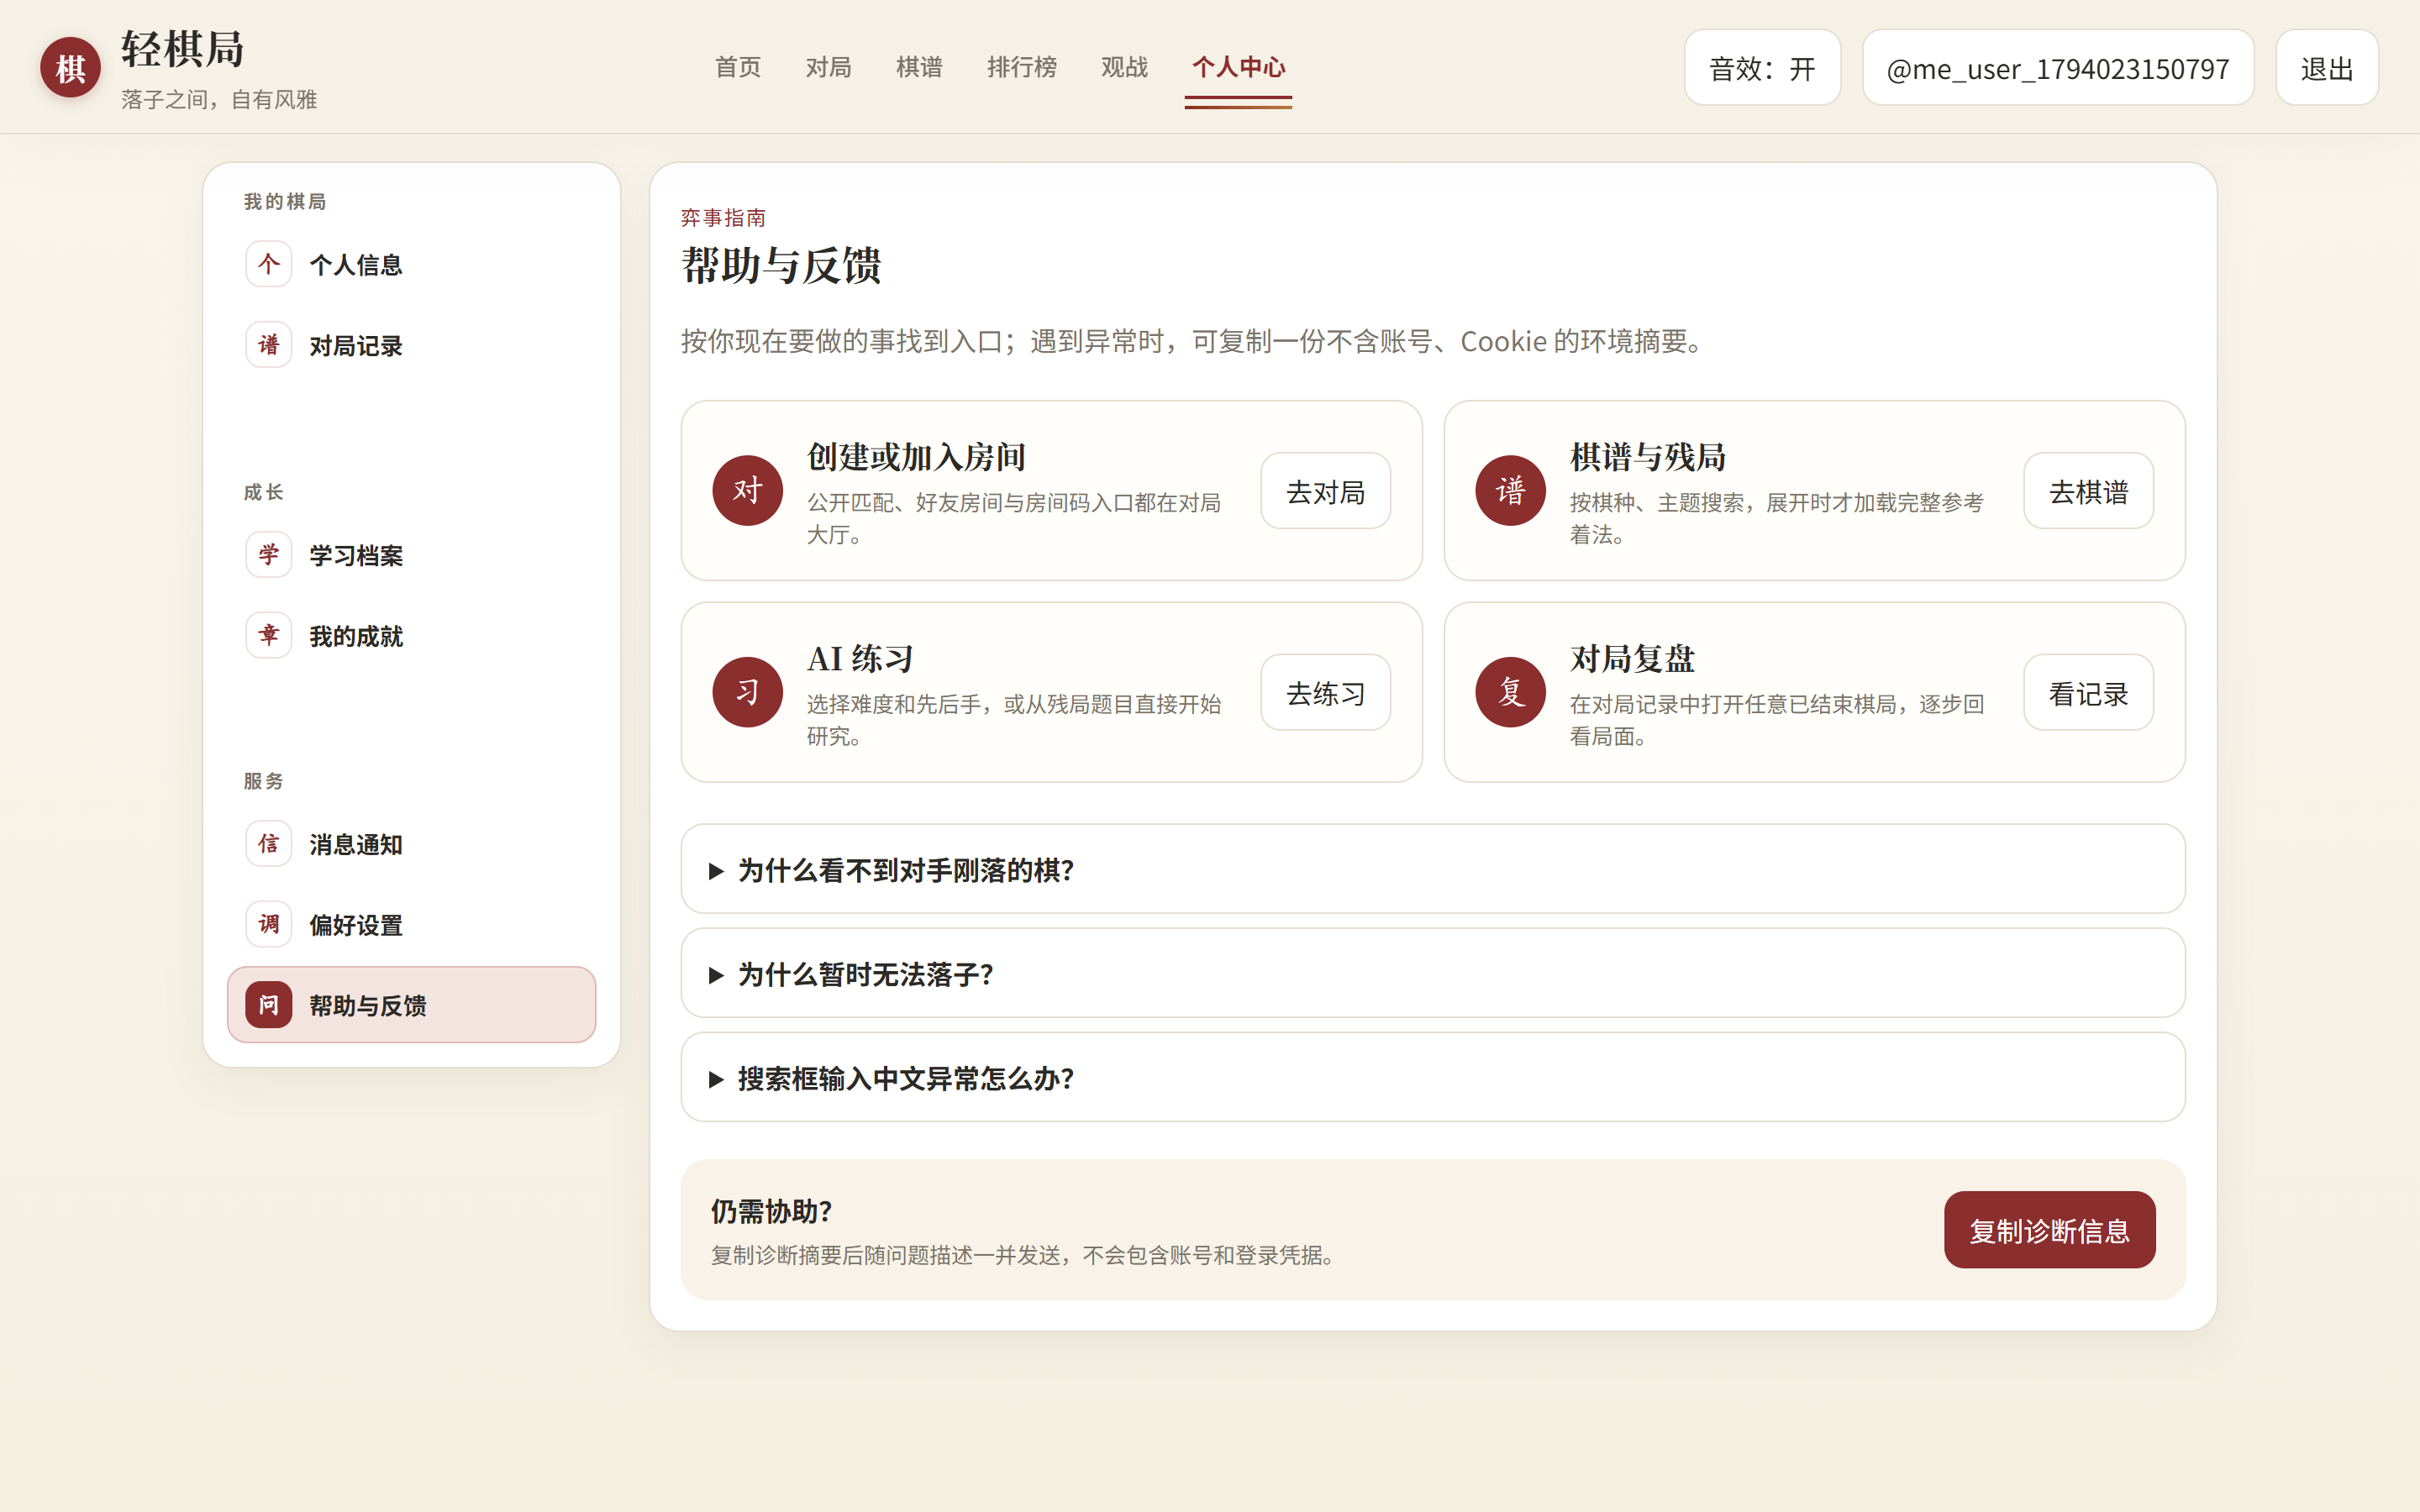 棋
轻棋局
落子之间，自有风雅
首页
对局
棋谱
排行榜
观战
个人中心
音效：开
@me_user_1794023150797
退出
我的棋局
个
个人信息
谱
对局记录
成长
学
学习档案
章
我的成就
服务
信
消息通知
调
偏好设置
问
帮助与反馈
弈事指南
帮助与反馈
按你现在要做的事找到入口；遇到异常时，可复制一份不含账号、Cookie 的环境摘要。
对
创建或加入房间
公开匹配、好友房间与房间码入口都在对局
大厅。
去对局
谱
棋谱与残局
按棋种、主题搜索，展开时才加载完整参考
着法。
去棋谱
习
AI 练习
选择难度和先后手，或从残局题目直接开始
研究。
去练习
复
对局复盘
在对局记录中打开任意已结束棋局，逐步回
看局面。
看记录
为什么看不到对手刚落的棋？
为什么暂时无法落子？
搜索框输入中文异常怎么办？
仍需协助？
复制诊断摘要后随问题描述一并发送，不会包含账号和登录凭据。
复制诊断信息